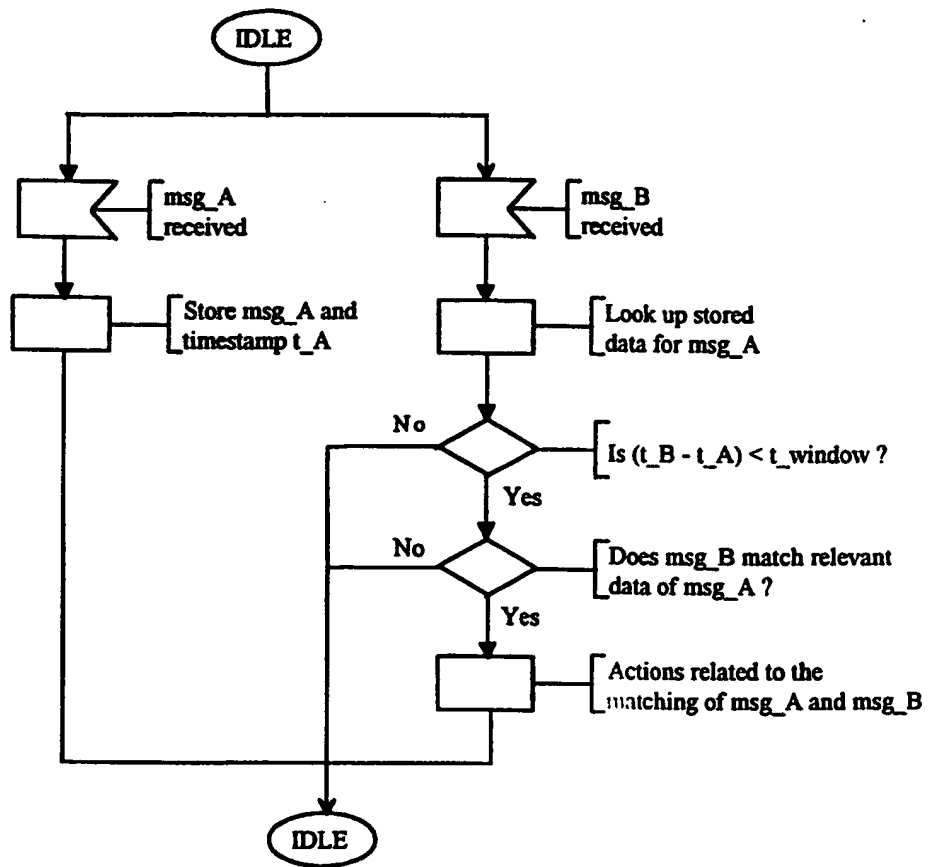 IDLE
msg_A
received
msg_B
received
Store msg_A and
timestamp t_A
Look up stored
data for msg_A
No
Is (t_B - t_A) < t_window ?
Yes
No
Does msg_B match relevant
data of msg_A ?
Yes
Actions related to the
matching of msg_A and msg_B
IDLE